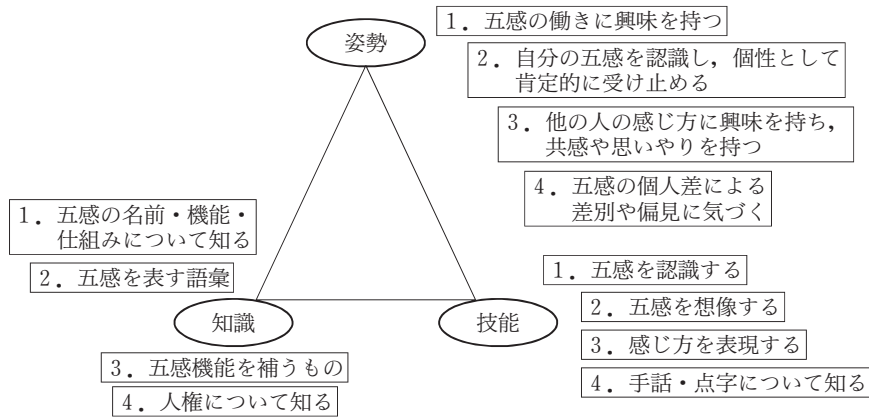 姿勢
1．五感の働きに興味を持つ
2．自分の五感を認識し，個性として
肯定的に受け止める
3．他の人の感じ方に興味を持ち，
共感や思いやりを持つ
4．五感の個人差による
差別や偏見に気づく
知識
1．五感の名前・機能・
仕組みについて知る
2．五感を表す語彙
3．五感機能を補うもの
4．人権について知る
技能
1．五感を認識する
2．五感を想像する
3．感じ方を表現する
4．手話・点字について知る